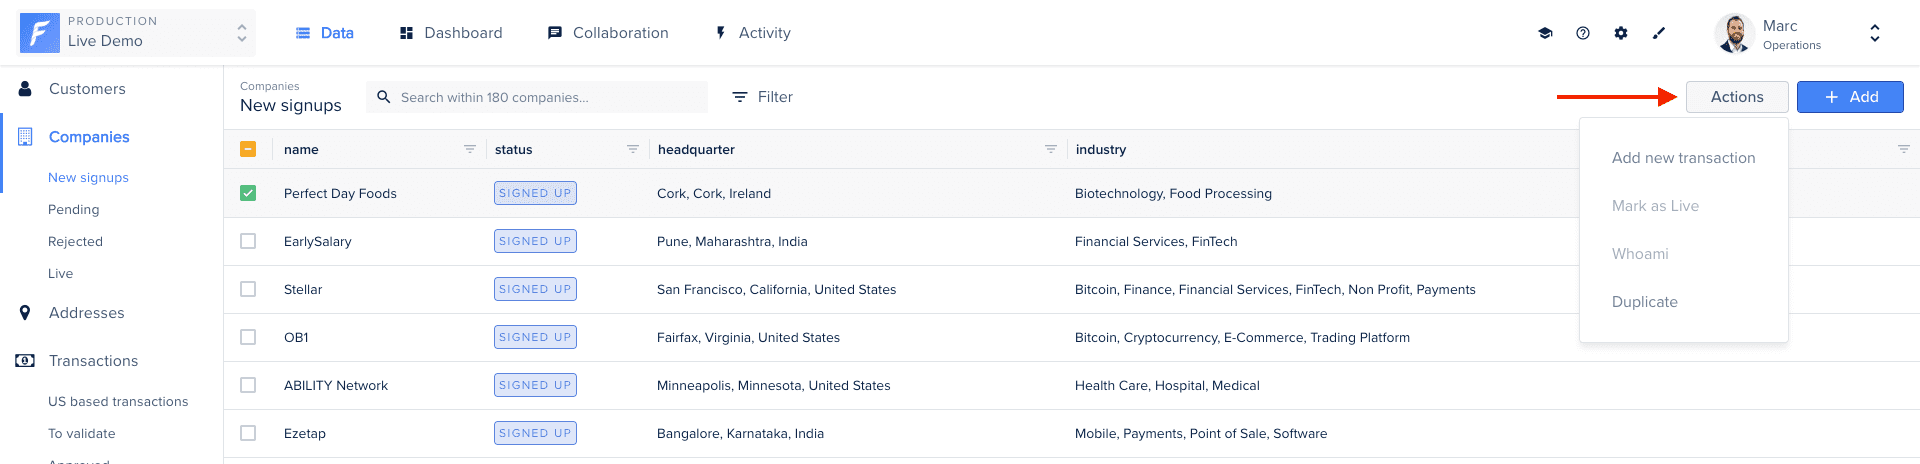 PRODUCTION
Live Demo
Data
Dashboard
Collaboration
Activity
Marc
Operations
Customers
Companies
New signups
Pending
Rejected
Live
Addresses
Transactions
US based transactions
To validate
Approved
Companies
New signups
Search within 180 companies...
Filter
Actions
+ Add
Add new transaction
Mark as Live
Whoami
Duplicate
name status headquarter industry
Perfect Day Foods SIGNED UP Cork, Cork, Ireland Biotechnology, Food Processing
EarlySalary SIGNED UP Pune, Maharashtra, India Financial Services, FinTech
Stellar SIGNED UP San Francisco, California, United States Bitcoin, Finance, Financial Services, FinTech, Non Profit, Payments
OB1 SIGNED UP Fairfax, Virginia, United States Bitcoin, Cryptocurrency, E-Commerce, Trading Platform
ABILITY Network SIGNED UP Minneapolis, Minnesota, United States Health Care, Hospital, Medical
Ezetap SIGNED UP Bangalore, Karnataka, India Mobile, Payments, Point of Sale, Software